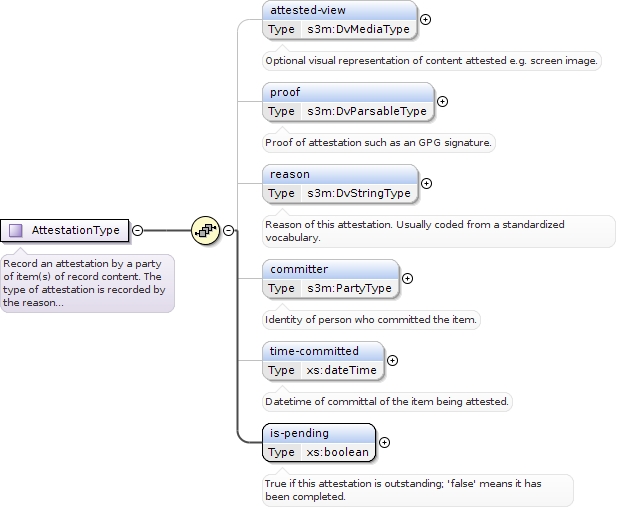 attested-view
Type s3m:DvMediaType
Optional visual representation of content attested e.g. screen image.
proof
Type s3m:DvParsableType
Proof of attestation such as an GPG signature.
reason
Type s3m:DvStringType
Reason of this attestation. Usually coded from a standardized
vocabulary.
AttestationType
Record an attestation by a party
of item(s) of record content. The
type of attestation is recorded by
the reason...
committer
Type s3m:PartyType
Identity of person who committed the item.
time-committed
Type xs:dateTime
Datetime of committal of the item being attested.
is-pending
Type xs:boolean
True if this attestation is outstanding; 'false' means it has
been completed.